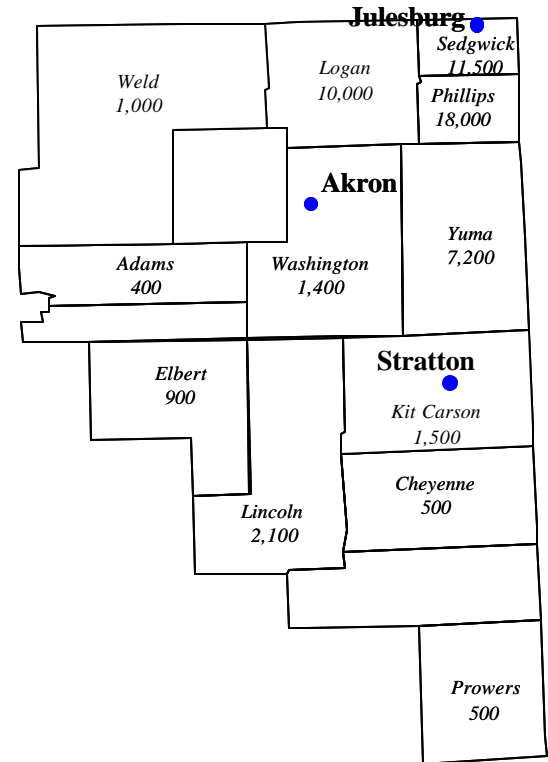 Julesburg
Sedgwick
11,500
Weld
1,000
Logan
10,000
Phillips
18,000
Akron
Yuma
7,200
Adams
400
Washington
1,400
Stratton
Elbert
900
Kit Carson
1,500
Cheyenne
500
Lincoln
2,100
Prowers
500